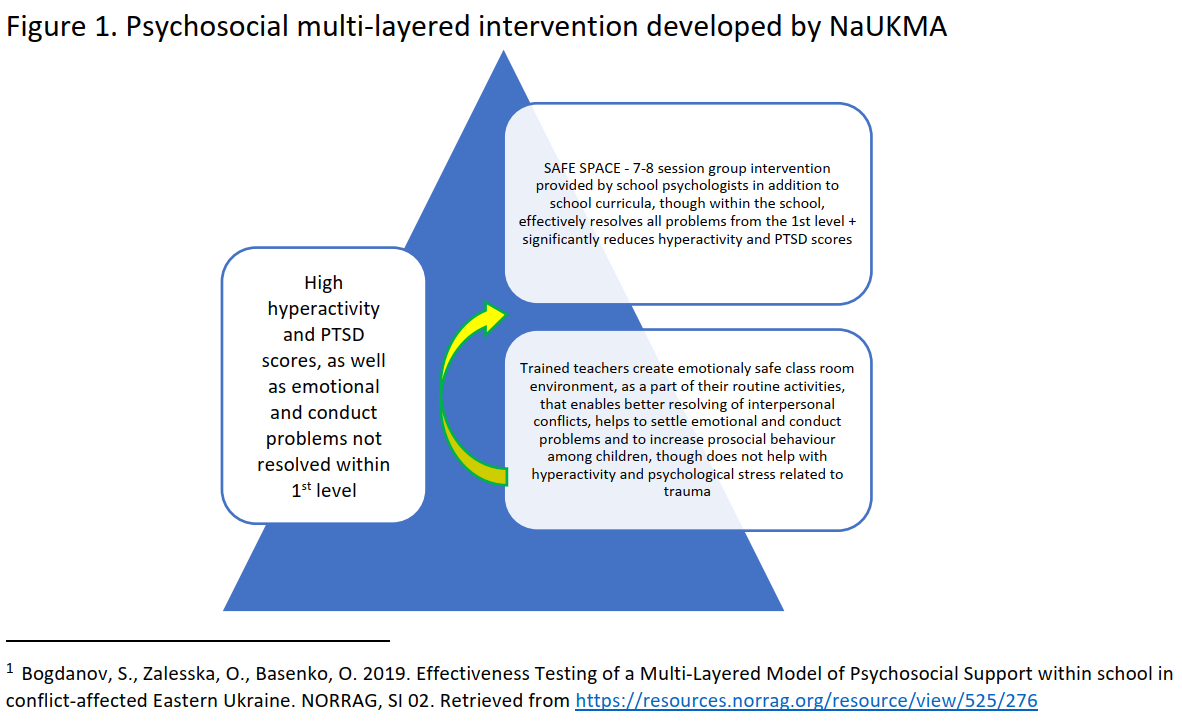 Figure 1. Psychosocial multi-layered intervention developed by NaUKMA
SAFE SPACE - 7-8 session group intervention
provided by school psychologists in addition to
school curricula, though within the school,
effectively resolves all problems from the 1st level +
significantly reduces hyperactivity and PTSD scores
High
hyperactivity
and PTSD
scores, as well
as emotional
and conduct
problems not
resolved within
1st level
Trained teachers create emotionaly safe class room
environment, as a part of their routine activities,
that enables better resolving of interpersonal
conflicts, helps to settle emotional and conduct
problems and to increase prosocial behaviour
among children, though does not help with
hyperactivity and psychological stress related to
trauma
1 Bogdanov, S., Zalesska, O., Basenko, O. 2019. Effectiveness Testing of a Multi-Layered Model of Psychosocial Support within school in
conflict-affected Eastern Ukraine. NORRAG, SI 02. Retrieved from https://resources.norrag.org/resource/view/525/276